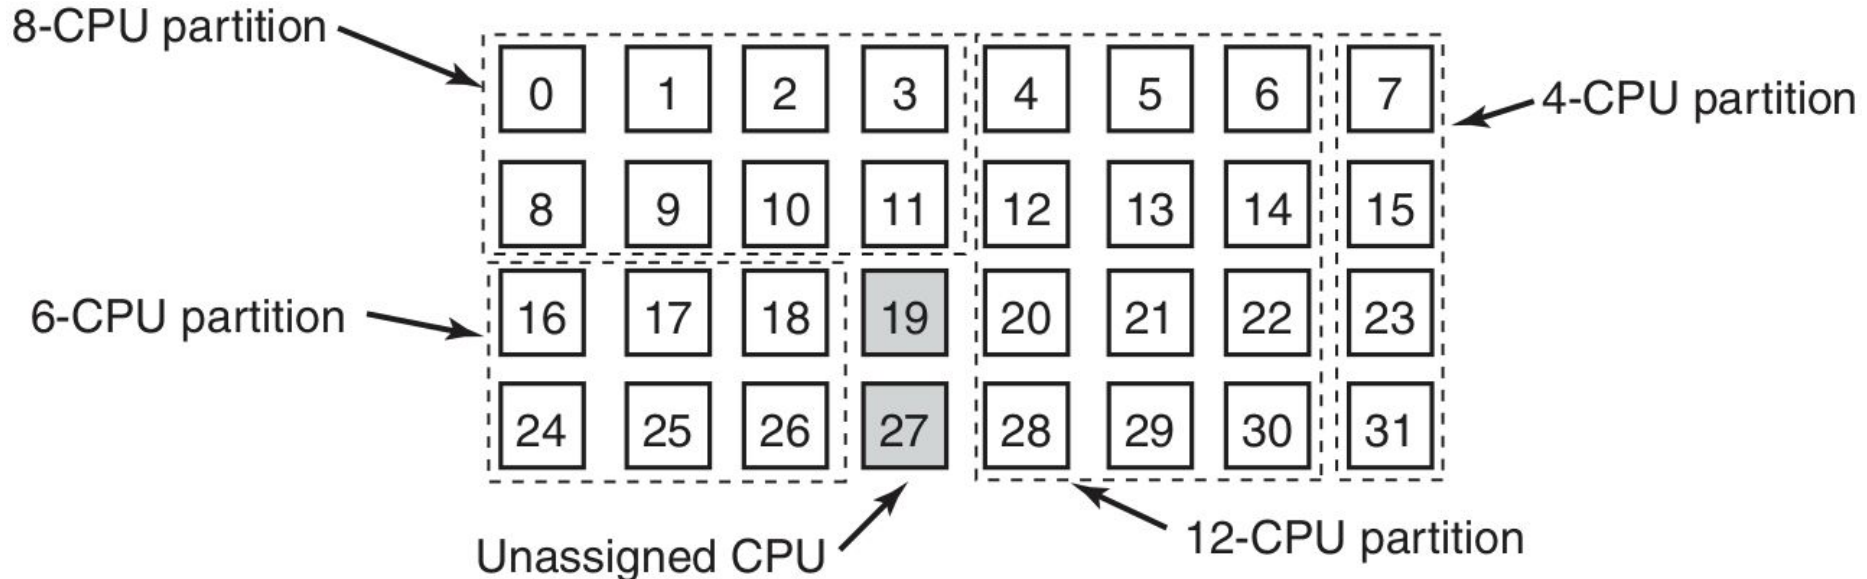 8-CPU partition
0 1 2 3 4 5 6 7
4-CPU partition
8 9 10 11 12 13 14 15
6-CPU partition
16 17 18 19 20 21 22 23
24 25 26 27 28 29 30 31
Unassigned CPU
12-CPU partition